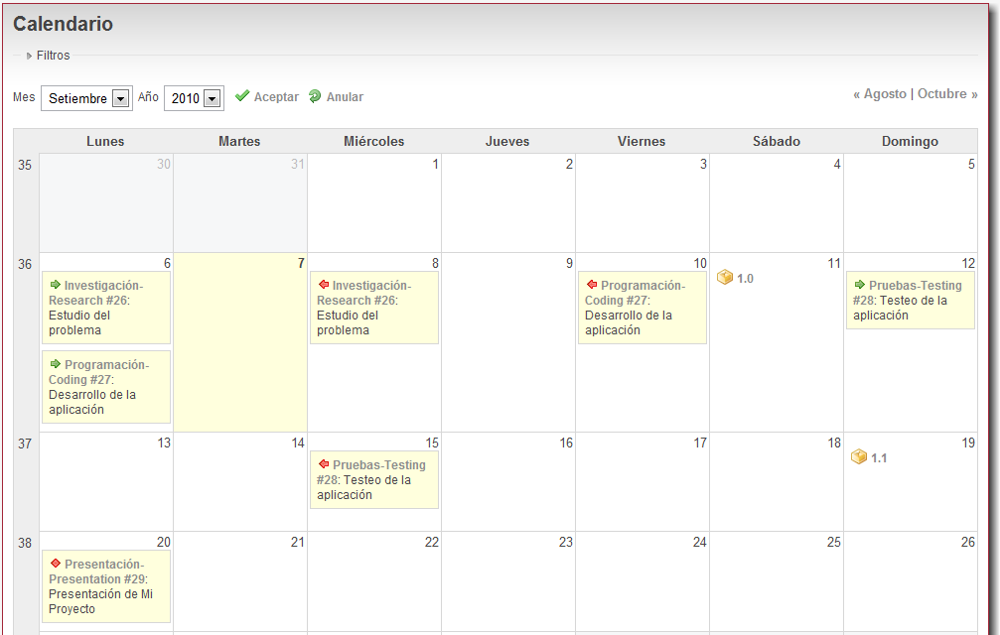 Calendario
Filtros
Mes Setiembre Año 2010 Aceptar Anular « Agosto | Octubre »
Lunes Martes Miércoles Jueves Viernes Sábado Domingo
35 30 31 1 2 3 4 5
36 6 7 8 9 10 11 12
Investigación-
Research #26:
Estudio del
problema
Programación-
Coding #27:
Desarrollo de la
aplicación
Investigación-
Research #26:
Estudio del
problema
Programación-
Coding #27:
Desarrollo de la
aplicación
1.0
Pruebas-Testing
#28: Testeo de la
aplicación
37 13 14 15 16 17 18 19
Pruebas-Testing
#28: Testeo de la
aplicación
1.1
38 20 21 22 23 24 25 26
Presentación-
Presentation #29:
Presentación de Mi
Proyecto